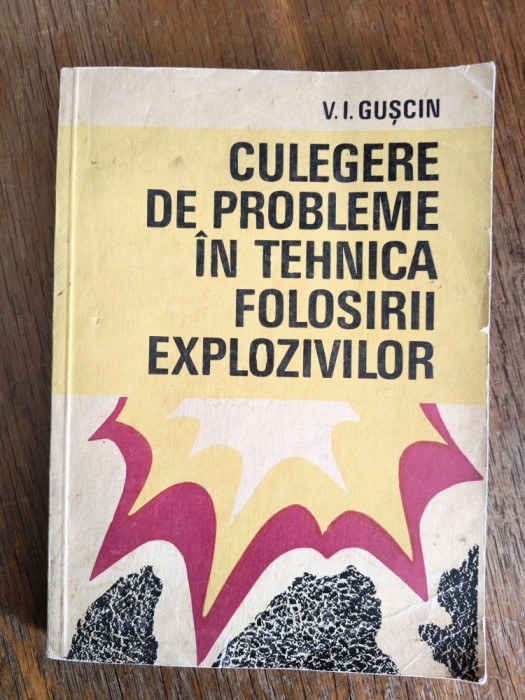 V.I. GUȘCIN
CULEGERE
DE PROBLEME
ÎN TEHNICA
FOLOSIRII
EXPLOZIVILOR